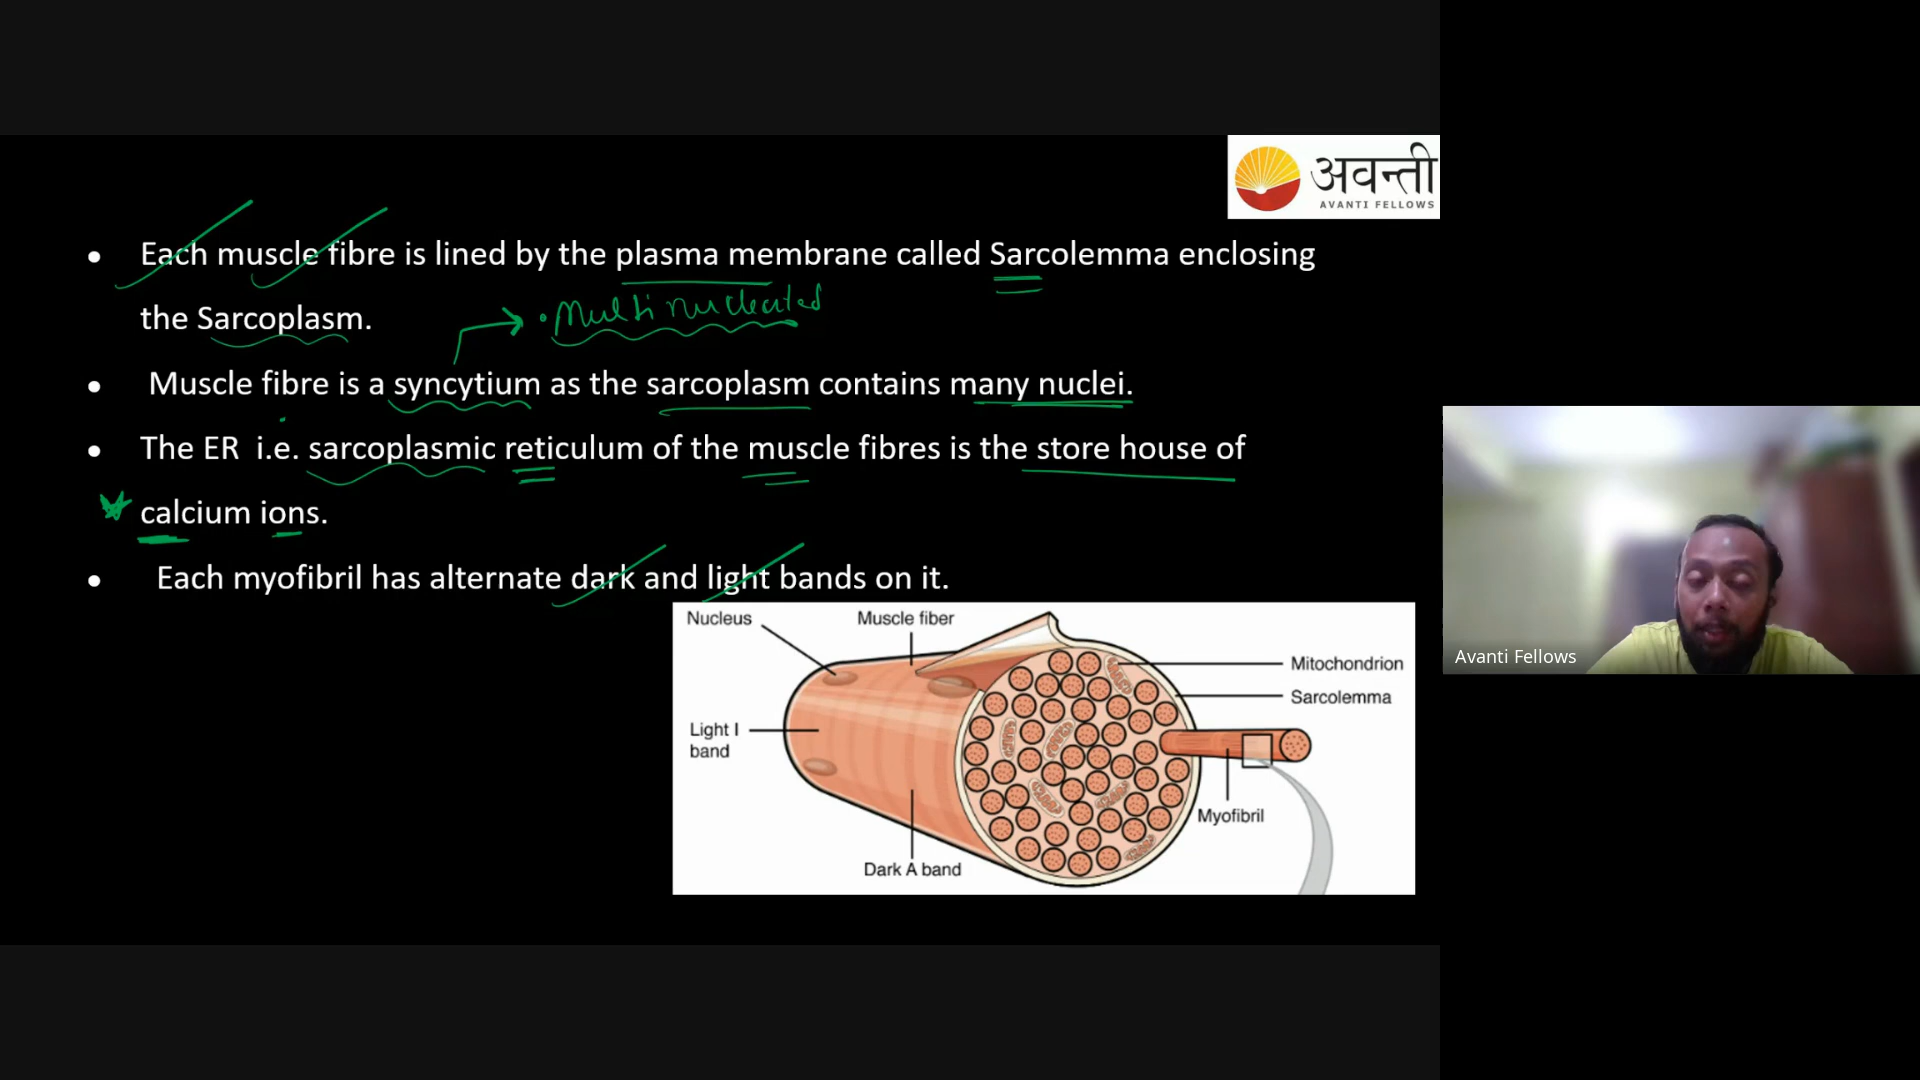 अवन्ती
AVANTI FELLOWS
• Each muscle fibre is lined by the plasma membrane called Sarcolemma enclosing
the Sarcoplasm.
• Multinucleated
• Muscle fibre is a syncytium as the sarcoplasm contains many nuclei.
• The ER i.e. sarcoplasmic reticulum of the muscle fibres is the store house of
calcium ions.
• Each myofibril has alternate dark and light bands on it.
Nucleus
Muscle fiber
Mitochondrion
Sarcolemma
Light I
band
Myofibril
Dark A band
Avanti Fellows